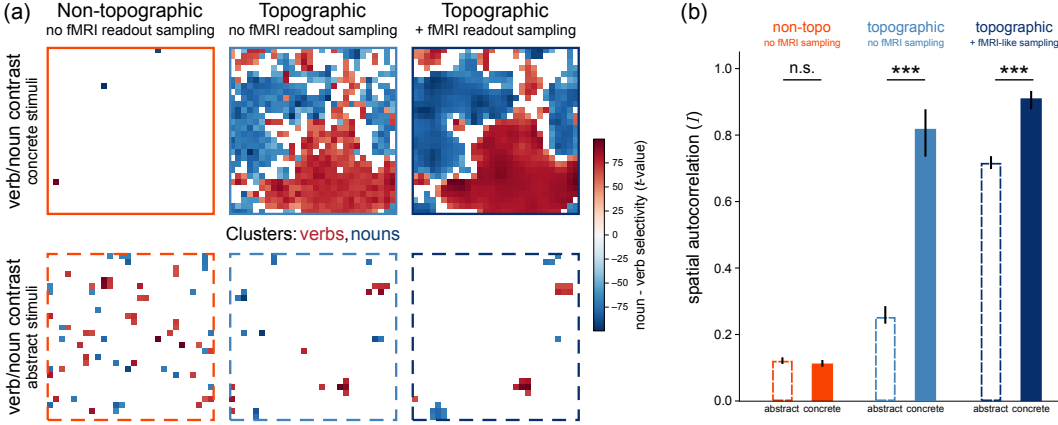 (a)
Non-topographic
no fMRI readout sampling
Topographic
no fMRI readout sampling
Topographic
+ fMRI readout sampling
verb/noun contrast
concrete stimuli
Clusters: verbs, nouns
verb/noun contrast
abstract stimuli
75
50
25
0
−25
−50
−75
noun - verb selectivity (t-value)
(b)
non-topo
no fMRI sampling
topographic
no fMRI sampling
topographic
+ fMRI-like sampling
n.s.
***
***
1.0
0.8
0.6
0.4
0.2
0.0
spatial autocorrelation (I)
abstract concrete
abstract concrete
abstract concrete